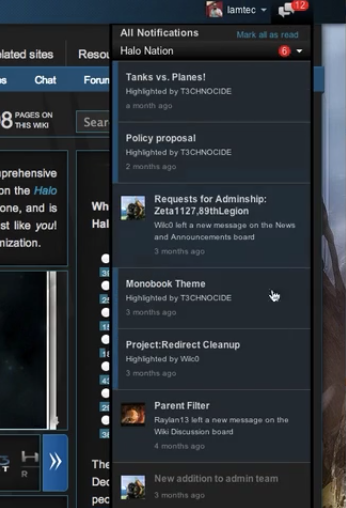 Iamtec
12
All Notifications
Mark all as read
Halo Nation
6
Tanks vs. Planes!
Highlighted by T3CHNOCIDE
a month ago
Policy proposal
Highlighted by T3CHNOCIDE
2 months ago
Requests for Adminship:
Zeta1127,89thLegion
Wilc0 left a new message on the News
and Announcements board
3 months ago
Monobook Theme
Highlighted by T3CHNOCIDE
3 months ago
Project:Redirect Cleanup
Highlighted by Wilc0
3 months ago
Parent Filter
Raylan13 left a new message on the
Wiki Discussion board
4 months ago
New addition to admin team
3 months ago
lated sites
Resou
Chat
Forun
8 PAGES ON
THIS WIKI
Sear
prehensive
on the Halo
one, and is
st like you!
mization.
Wh
Hal
R
The
Dec
pec